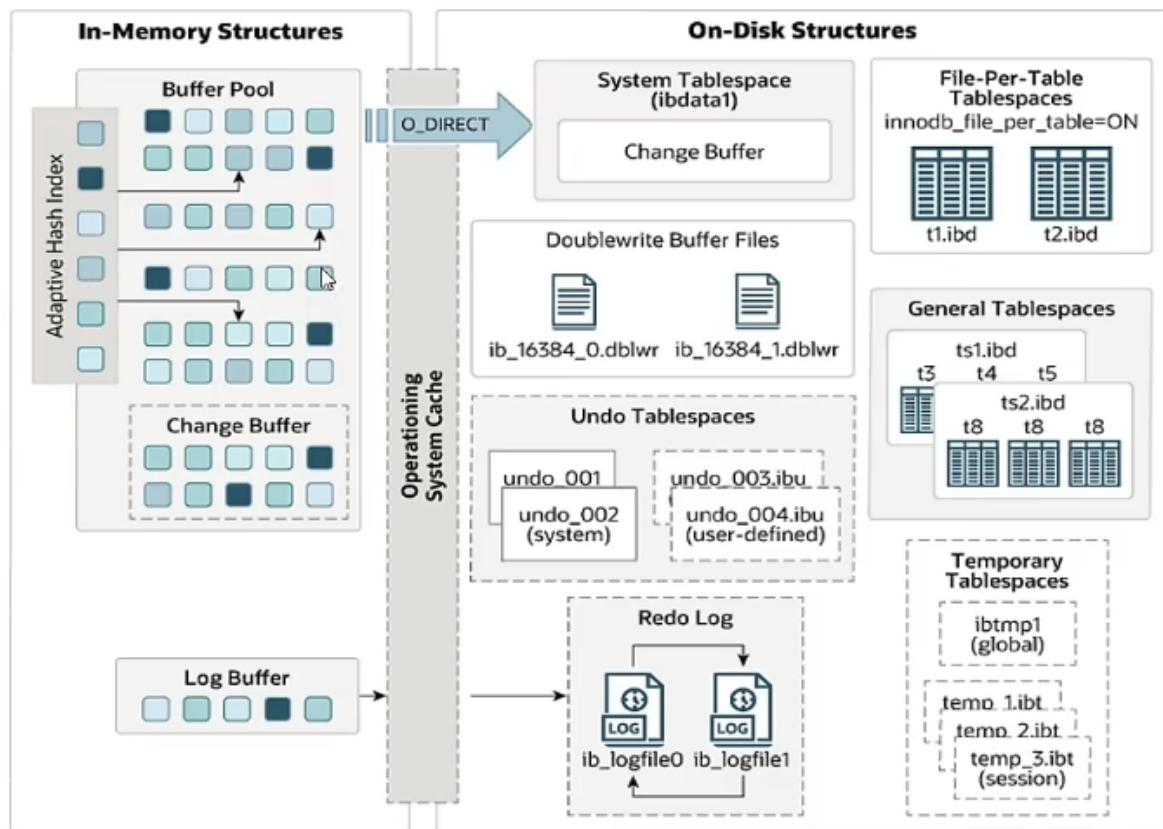 In-Memory Structures
On-Disk Structures
Buffer Pool
Adaptive Hash Index
Change Buffer
Log Buffer
O_DIRECT
Operationing
System Cache
System Tablespace
(ibdata1)
Change Buffer
File-Per-Table
Tablespaces
innodb_file_per_table=ON
t1.ibd
t2.ibd
Doublewrite Buffer Files
ib_16384_0.dblwr
ib_16384_1.dblwr
General Tablespaces
ts1.ibd
t3 t4 t5
ts2.ibd
t8 t8 t8
Undo Tablespaces
undo_001
undo_002
(system)
undo_003.ibu
undo_004.ibu
(user-defined)
Temporary
Tablespaces
ibtmp1
(global)
temp_1.ibt
temp_2.ibt
temp_3.ibt
(session)
Redo Log
LOG
LOG
ib_logfile0
ib_logfile1